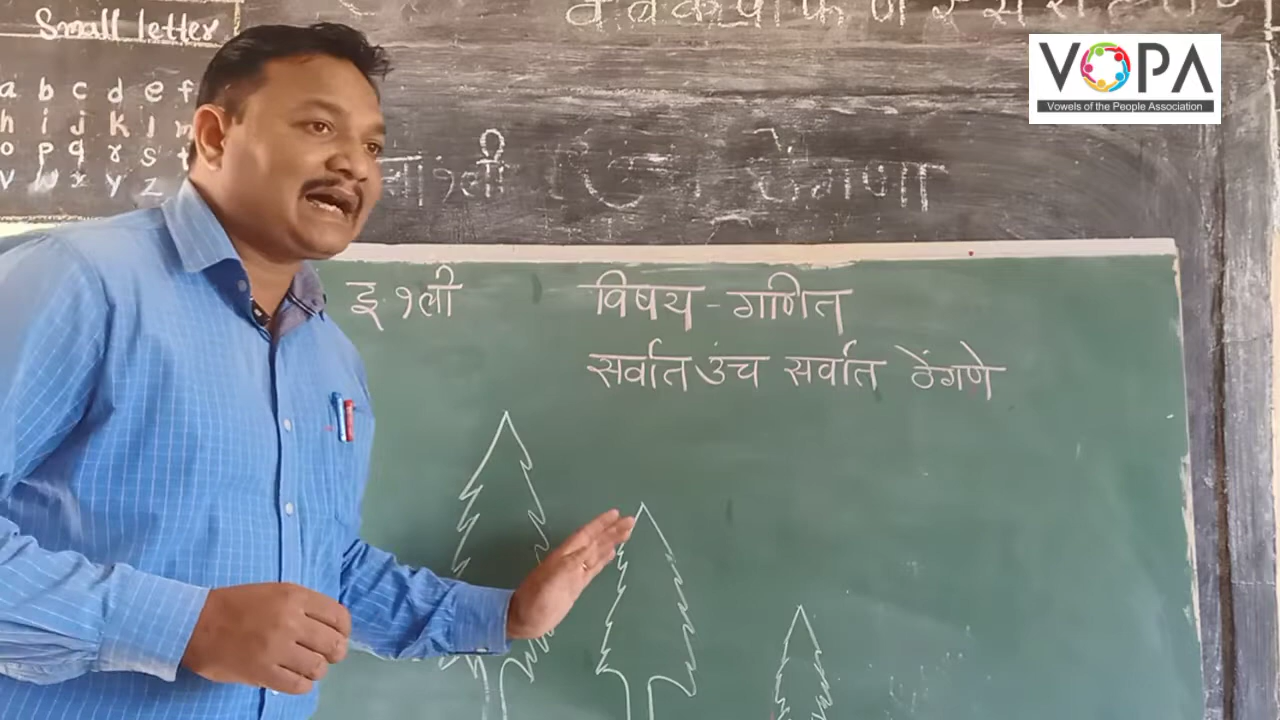 Small letter
a b c d e f
h i j k l m
o p q r s t
v w x y z
VOPA
Vowels of the People Association
इ १ली
विषय - गणित
सर्वात उंच सर्वात ठेंगणे